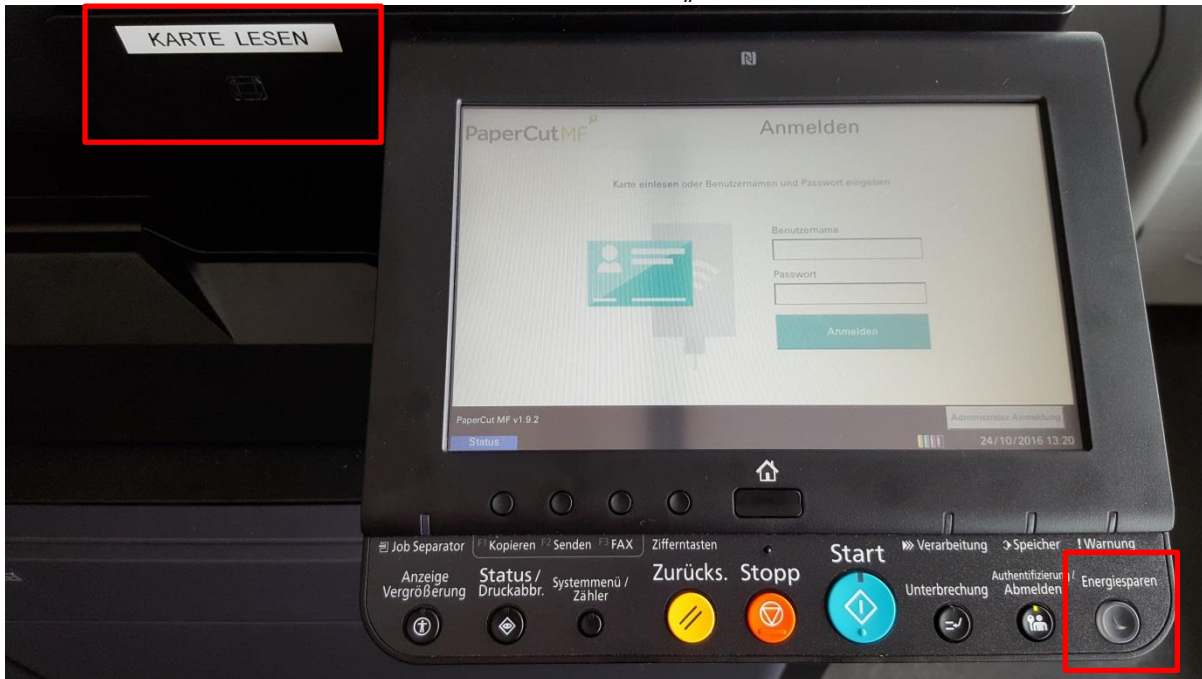 KARTE LESEN
PaperCut MF
Anmelden
Karte einlesen oder Benutzernamen und Passwort eingeben
Benutzername
Passwort
Anmelden
PaperCut MF v1.9.2
Administrator Anmeldung
Status
24/10/2016 13:20
Job Separator
F1 Kopieren F2 Senden F3 FAX
Zifferntasten
Start
Verarbeitung
Speicher
! Warnung
Anzeige
Vergrößerung
Status /
Druckabbr.
Systemmenü /
Zähler
Zurücks.
Stopp
Unterbrechung
Authentifizierung /
Abmelden
Energiesparen